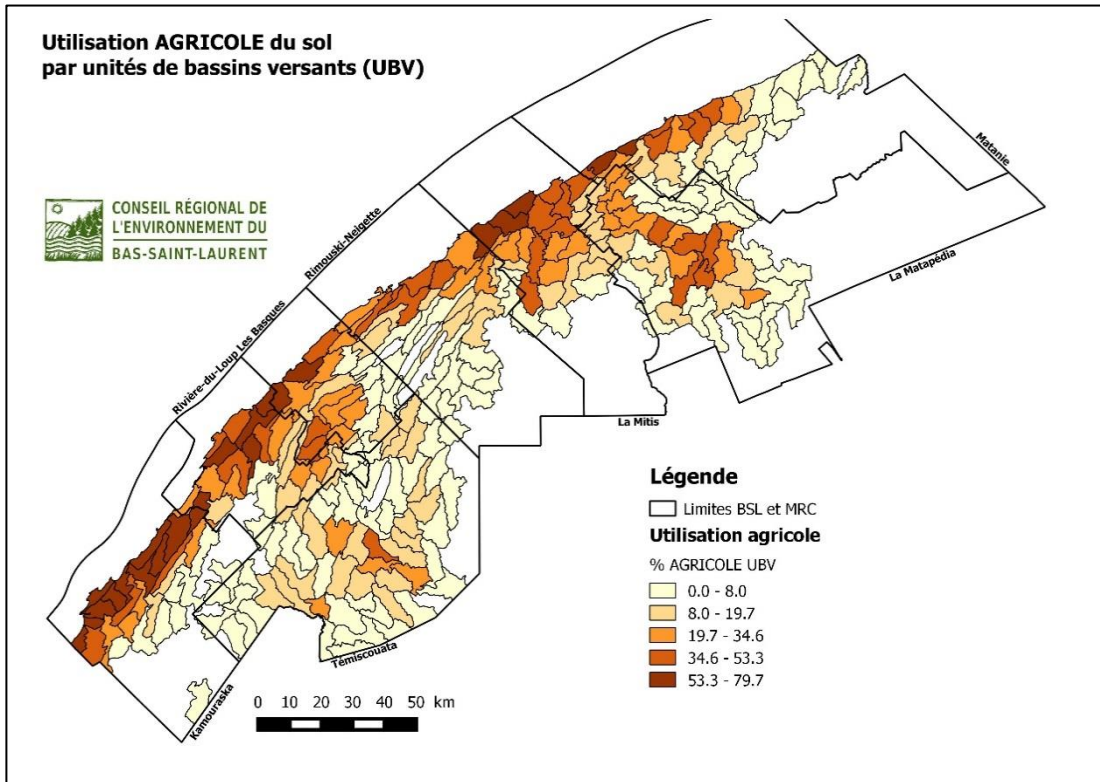 Utilisation AGRICOLE du sol
par unités de bassins versants (UBV)
CONSEIL RÉGIONAL DE
L'ENVIRONNEMENT DU
BAS-SAINT-LAURENT
Matanie
La Matapédia
Rimouski-Neigette
Rivière-du-Loup Les Basques
La Mitis
Témiscouata
Kamouraska
Légende
Limites BSL et MRC
Utilisation agricole
% AGRICOLE UBV
0.0 - 8.0
8.0 - 19.7
19.7 - 34.6
34.6 - 53.3
53.3 - 79.7
0 10 20 30 40 50 km